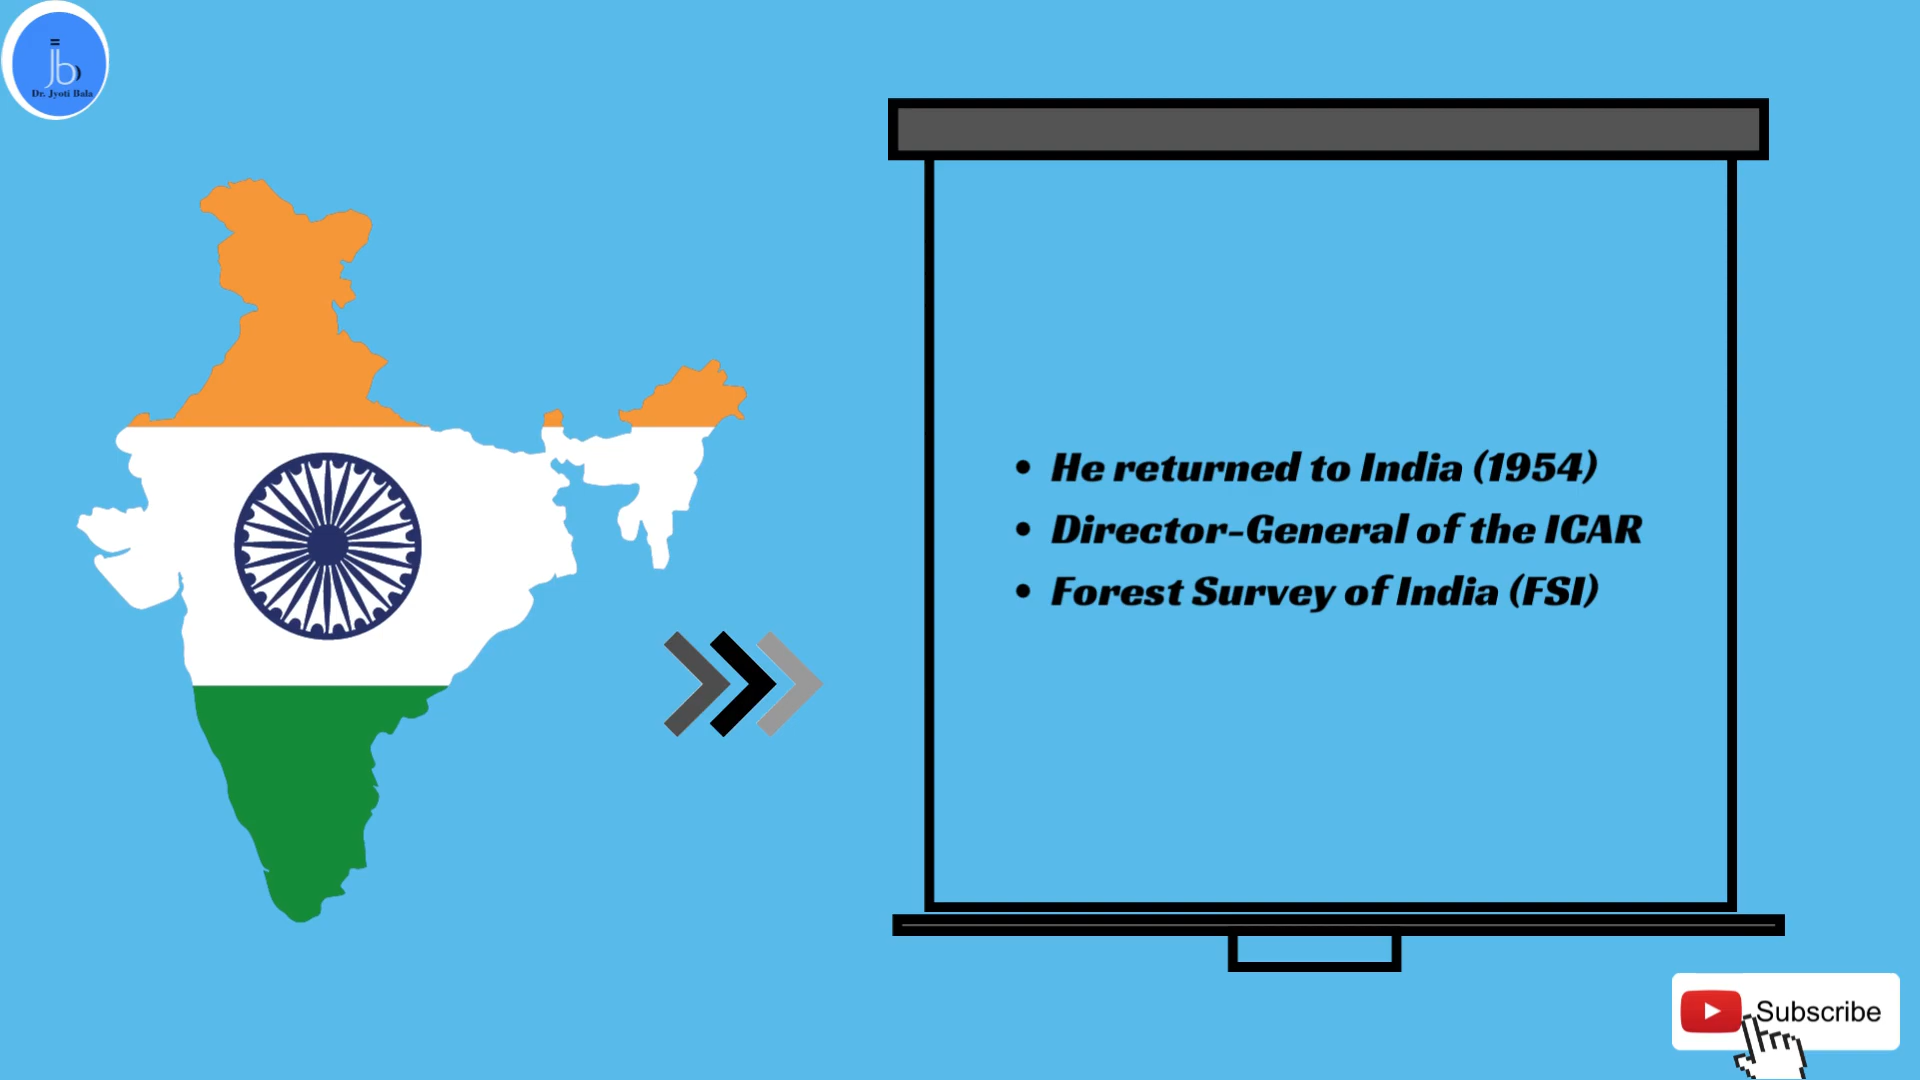 jb
Dr. Jyoti Bala
• He returned to India (1954)
• Director-General of the ICAR
• Forest Survey of India (FSI)
Subscribe